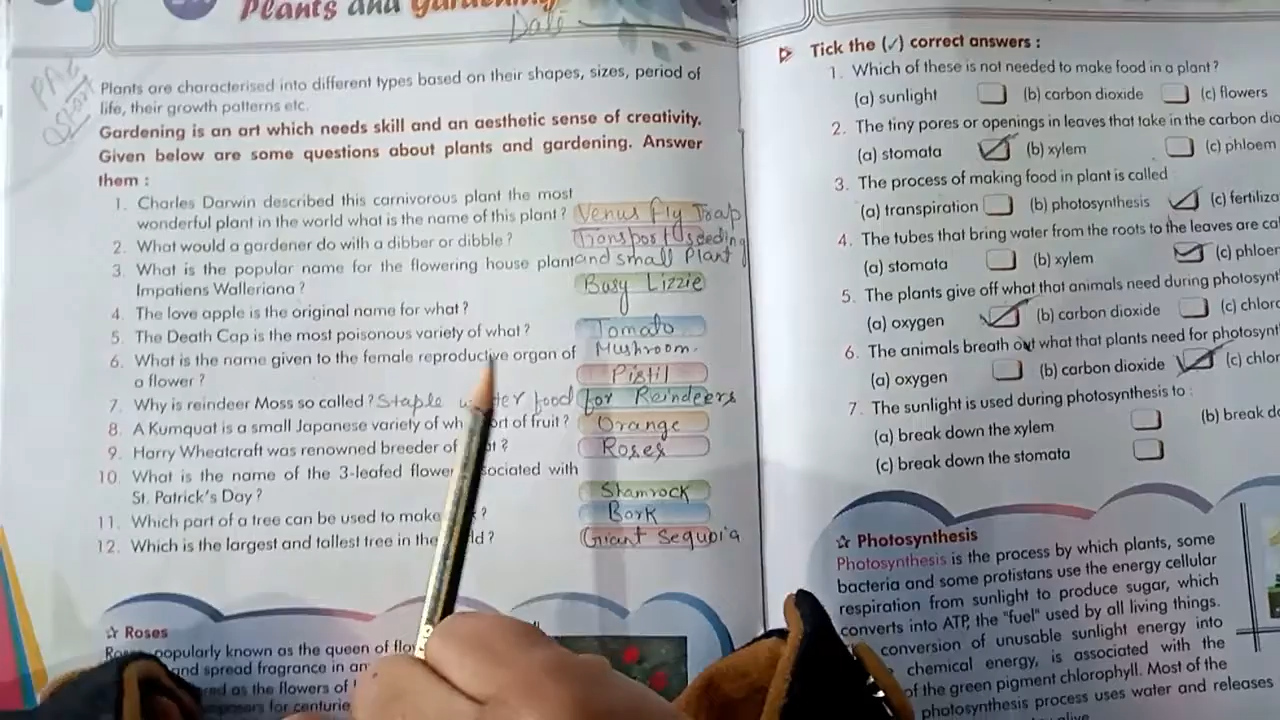 Plants and Gardening
Plants are characterised into different types based on their shapes, sizes, period of
life, their growth patterns etc.
Gardening is an art which needs skill and an aesthetic sense of creativity.
Given below are some questions about plants and gardening. Answer
them :
1. Charles Darwin described this carnivorous plant the most
wonderful plant in the world what is the name of this plant ? Venus Fly Trap
2. What would a gardener do with a dibber or dibble ? Transport seeding
3. What is the popular name for the flowering house plant and small Plant
Impatiens Walleriana ? Busy Lizzie
4. The love apple is the original name for what ? Tomato
5. The Death Cap is the most poisonous variety of what ? Mushroom.
6. What is the name given to the female reproductive organ of
a flower ? Pistil
7. Why is reindeer Moss so called ? Staple food for Reindeers
8. A Kumquat is a small Japanese variety of of fruit ? Orange
9. Harry Wheatcraft was renowned breeder of ? Roses
10. What is the name of the 3-leafed with
St. Patrick's Day ? Shamrock
11. Which part of a tree can be used to make ? Bark
12. Which is the largest and tallest tree in the ? Giant Sequoia
☆ Roses
popularly known as the queen of
and spread fragrance in
as the flowers of
for
Tick the (✓) correct answers :
1. Which of these is not needed to make food in a plant ?
(a) sunlight (b) carbon dioxide (c) flowers
2. The tiny pores or openings in leaves that take in the carbon
(a) stomata ✓ (b) xylem (c) phloem
3. The process of making food in plant is called
(a) transpiration (b) photosynthesis ✓ (c)
4. The tubes that bring water from the roots to the leaves are
(a) stomata (b) xylem ✓ (c)
5. The plants give off what that animals need during
(a) oxygen ✓ (b) carbon dioxide (c)
6. The animals breath out what that plants need for
(a) oxygen (b) carbon dioxide ✓ (c)
7. The sunlight is used during photosynthesis to :
(a) break down the xylem (b) break
(c) break down the stomata
☆ Photosynthesis
Photosynthesis is the process by which plants, some
bacteria and some protistans use the energy cellular
respiration from sunlight to produce sugar, which
converts into ATP, the "fuel" used by all living things.
conversion of unusable sunlight energy into
chemical energy, is associated with the
of the green pigment chlorophyll. Most of the
photosynthesis process uses water and releases